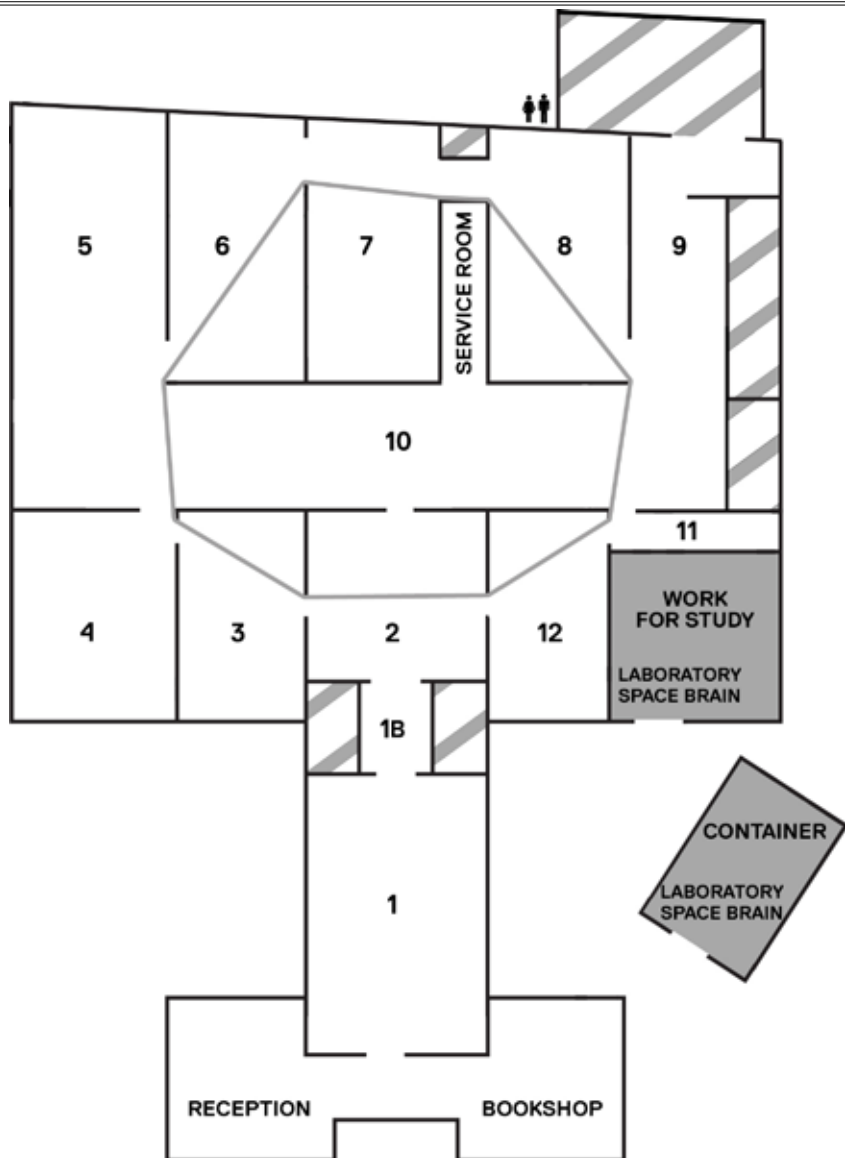 5
6
7
SERVICE ROOM
8
9
10
11
4
3
2
12
WORK
FOR STUDY
LABORATORY
SPACE BRAIN
1B
CONTAINER
LABORATORY
SPACE BRAIN
1
RECEPTION
BOOKSHOP